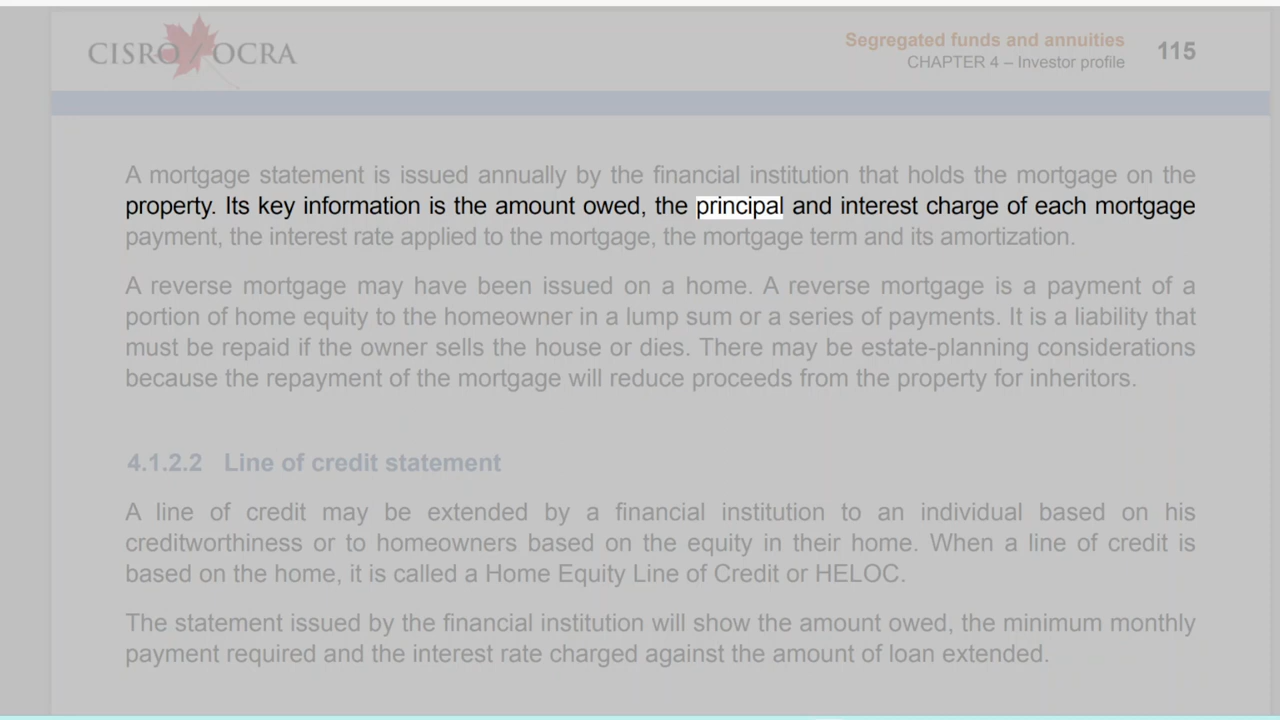 CISRO / OCRA
Segregated funds and annuities
CHAPTER 4 – Investor profile
115
A mortgage statement is issued annually by the financial institution that holds the mortgage on the
property. Its key information is the amount owed, the principal and interest charge of each mortgage
payment, the interest rate applied to the mortgage, the mortgage term and its amortization.
A reverse mortgage may have been issued on a home. A reverse mortgage is a payment of a
portion of home equity to the homeowner in a lump sum or a series of payments. It is a liability that
must be repaid if the owner sells the house or dies. There may be estate-planning considerations
because the repayment of the mortgage will reduce proceeds from the property for inheritors.
4.1.2.2 Line of credit statement
A line of credit may be extended by a financial institution to an individual based on his
creditworthiness or to homeowners based on the equity in their home. When a line of credit is
based on the home, it is called a Home Equity Line of Credit or HELOC.
The statement issued by the financial institution will show the amount owed, the minimum monthly
payment required and the interest rate charged against the amount of loan extended.